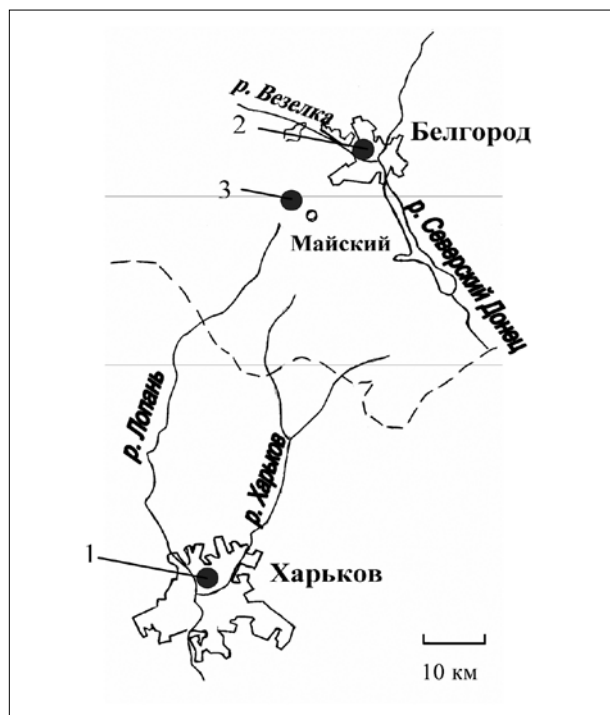 р. Везелка
2
Белгород
3
Майский
р. Северский Донец
р. Лопань
р. Харьков
1
Харьков
10 км